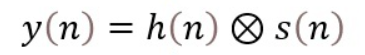 y(n) = h(n) ⊗ s(n)